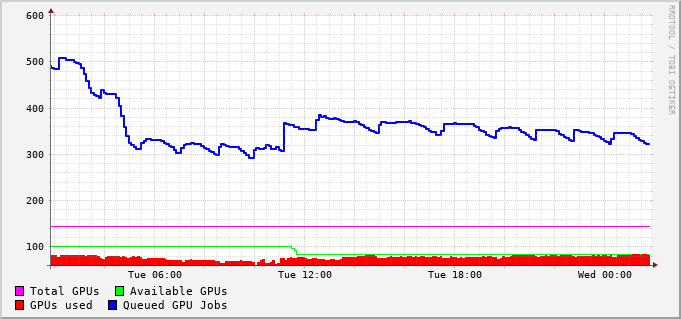 600
500
400
300
200
100
Tue 06:00 Tue 12:00 Tue 18:00 Wed 00:00
Total GPUs Available GPUs
GPUs used Queued GPU Jobs
RRDTOOL / TOBI OETIKER